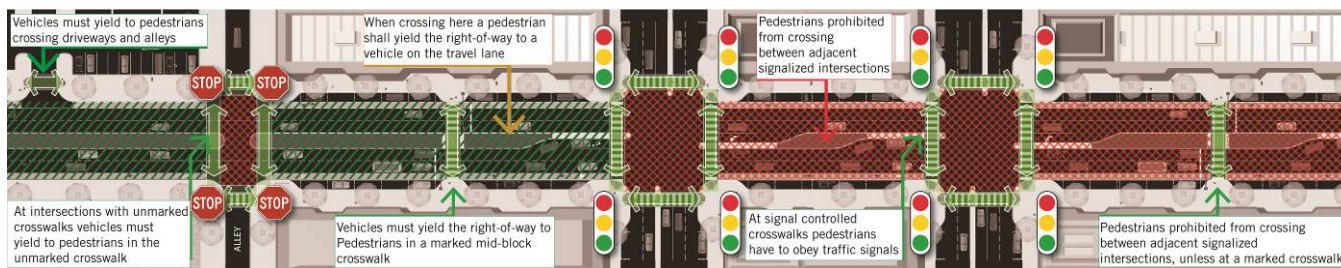 Vehicles must yield to pedestrians
crossing driveways and alleys
When crossing here a pedestrian
shall yield the right-of-way to a
vehicle on the travel lane
Pedestrians prohibited
from crossing
between adjacent
signalized intersections
STOP
STOP
STOP
STOP
At intersections with unmarked
crosswalks vehicles must
yield to pedestrians in the
unmarked crosswalk
ALLEY
Vehicles must yield the right-of-way to
Pedestrians in a marked mid-block
crosswalk
At signal controlled
crosswalks pedestrians
have to obey traffic signals
Pedestrians prohibited from crossing
between adjacent signalized
intersections, unless at a marked crosswalk